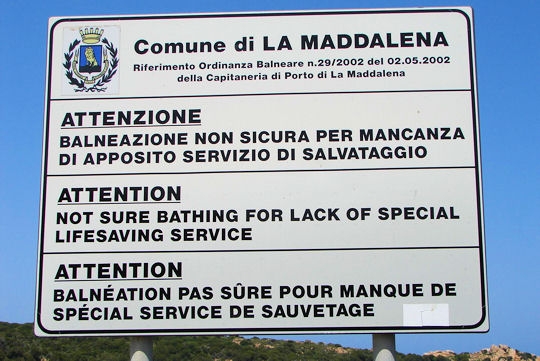 Comune di LA MADDALENA
Riferimento Ordinanza Balneare n.29/2002 del 02.05.2002
della Capitaneria di Porto di La Maddalena
ATTENZIONE
BALNEAZIONE NON SICURA PER MANCANZA
DI APPOSITO SERVIZIO DI SALVATAGGIO
ATTENTION
NOT SURE BATHING FOR LACK OF SPECIAL
LIFESAVING SERVICE
ATTENTION
BALNÉATION PAS SÛRE POUR MANQUE DE
SPÉCIAL SERVICE DE SAUVETAGE